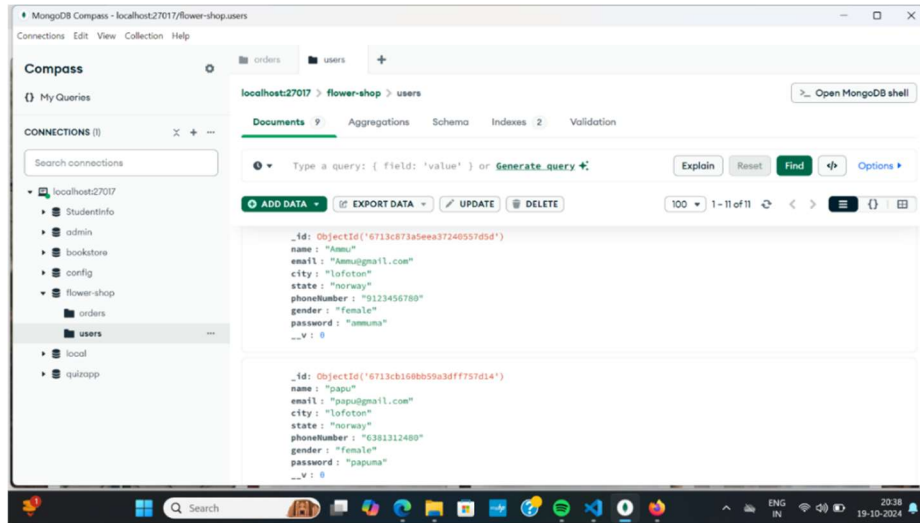 MongoDB Compass - localhost:27017/flower-shop.users
Connections Edit View Collection Help
Compass
{} My Queries
CONNECTIONS (1)
Search connections
localhost:27017
StudentInfo
admin
bookstore
config
flower-shop
orders
users
local
quizapp
orders users
localhost:27017 > flower-shop > users
>_ Open MongoDB shell
Documents 9 Aggregations Schema Indexes 2 Validation
Type a query: { field: 'value' } or Generate query
Explain Reset Find </> Options
ADD DATA EXPORT DATA UPDATE DELETE
100 1 - 11 of 11 {}
_id: ObjectId('6713c873a5eea37240557d5d')
name : "Ammu"
email : "Ammu@gmail.com"
city : "lofoton"
state : "norway"
phoneNumber : "9123456780"
gender : "female"
password : "ammuma"
__v : 0
_id: ObjectId('6713cb160bb59a3dff757d14')
name : "papu"
email : "papu@gmail.com"
city : "lofoton"
state : "norway"
phoneNumber : "6381312480"
gender : "female"
password : "papuma"
__v : 0
Search
ENG
IN
20:38
19-10-2024